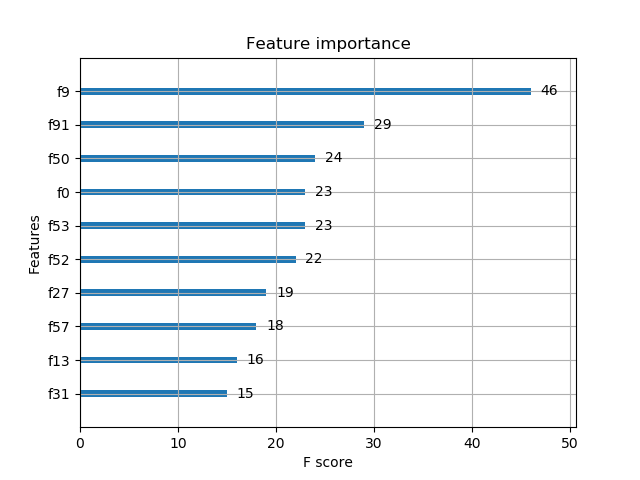 Feature importance
Features
f9 46
f91 29
f50 24
f0 23
f53 23
f52 22
f27 19
f57 18
f13 16
f31 15
0 10 20 30 40 50
F score